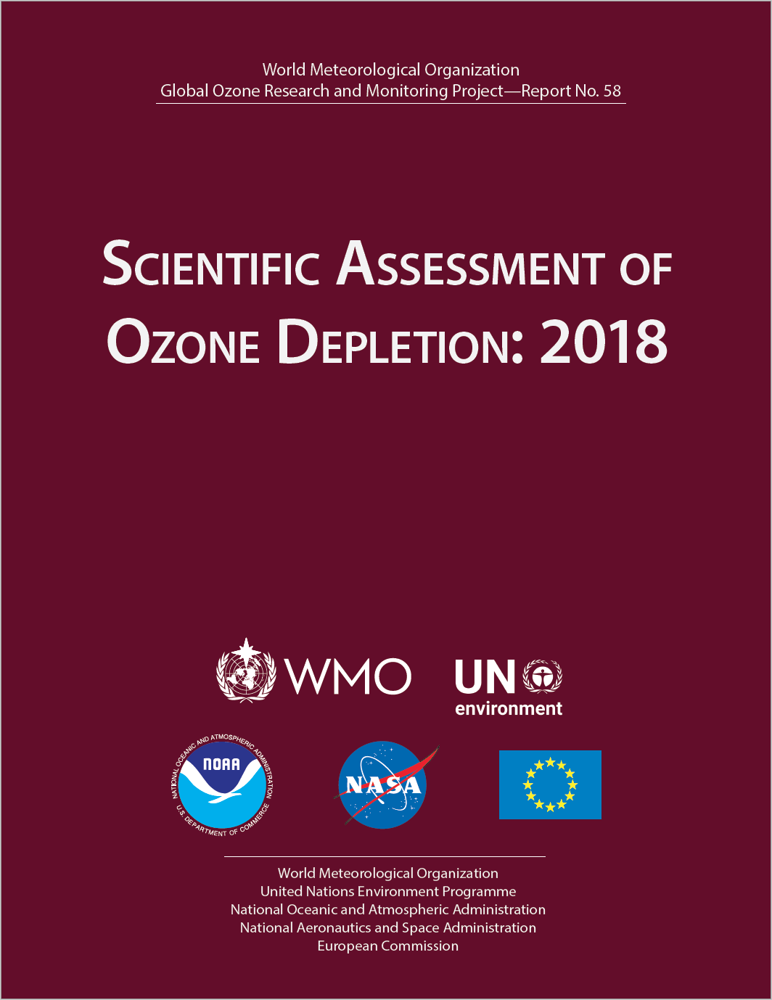 World Meteorological Organization
Global Ozone Research and Monitoring Project—Report No. 58
Scientific Assessment of
Ozone Depletion: 2018
WMO
UN
environment
NATIONAL OCEANIC AND ATMOSPHERIC ADMINISTRATION
NOAA
U.S. DEPARTMENT OF COMMERCE
NASA
World Meteorological Organization
United Nations Environment Programme
National Oceanic and Atmospheric Administration
National Aeronautics and Space Administration
European Commission